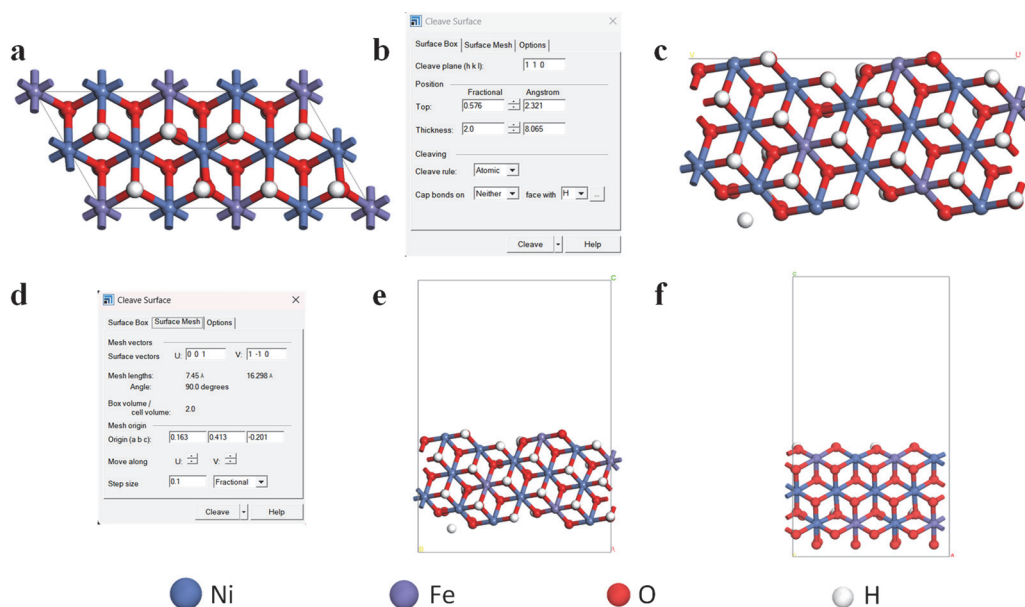 a
b
Cleave Surface
Surface Box Surface Mesh Options
Cleave plane (h k l): 1 1 0
Position
Fractional Angstrom
Top: 0.576 2.321
Thickness: 2.0 8.065
Cleaving
Cleave rule: Atomic
Cap bonds on Neither face with H ...
Cleave Help
c
V U
d
Cleave Surface
Surface Box Surface Mesh Options
Mesh vectors
Surface vectors U: 0 0 1 V: 1 -1 0
Mesh lengths: 7.45 Å 16.298 Å
Angle: 90.0 degrees
Box volume /
cell volume: 2.0
Mesh origin
Origin (a b c): 0.163 0.413 -0.201
Move along U: V:
Step size 0.1 Fractional
Cleave Help
e
C
B A
f
C
A
Ni Fe O H